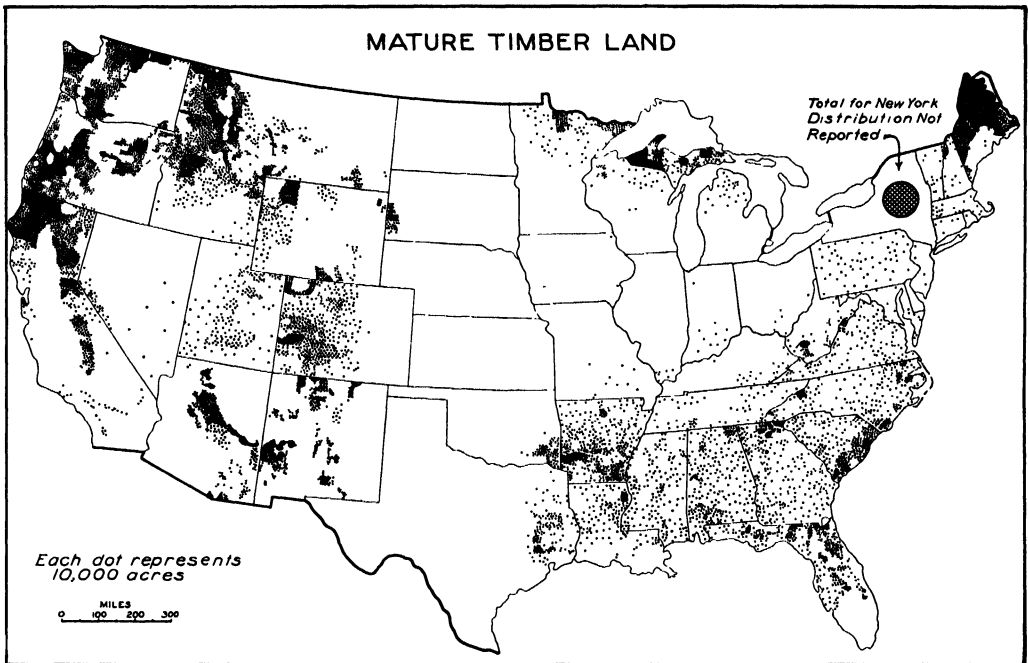 MATURE TIMBER LAND
Total for New York
Distribution Not
Reported
Each dot represents
10,000 acres
MILES
0 100 200 300